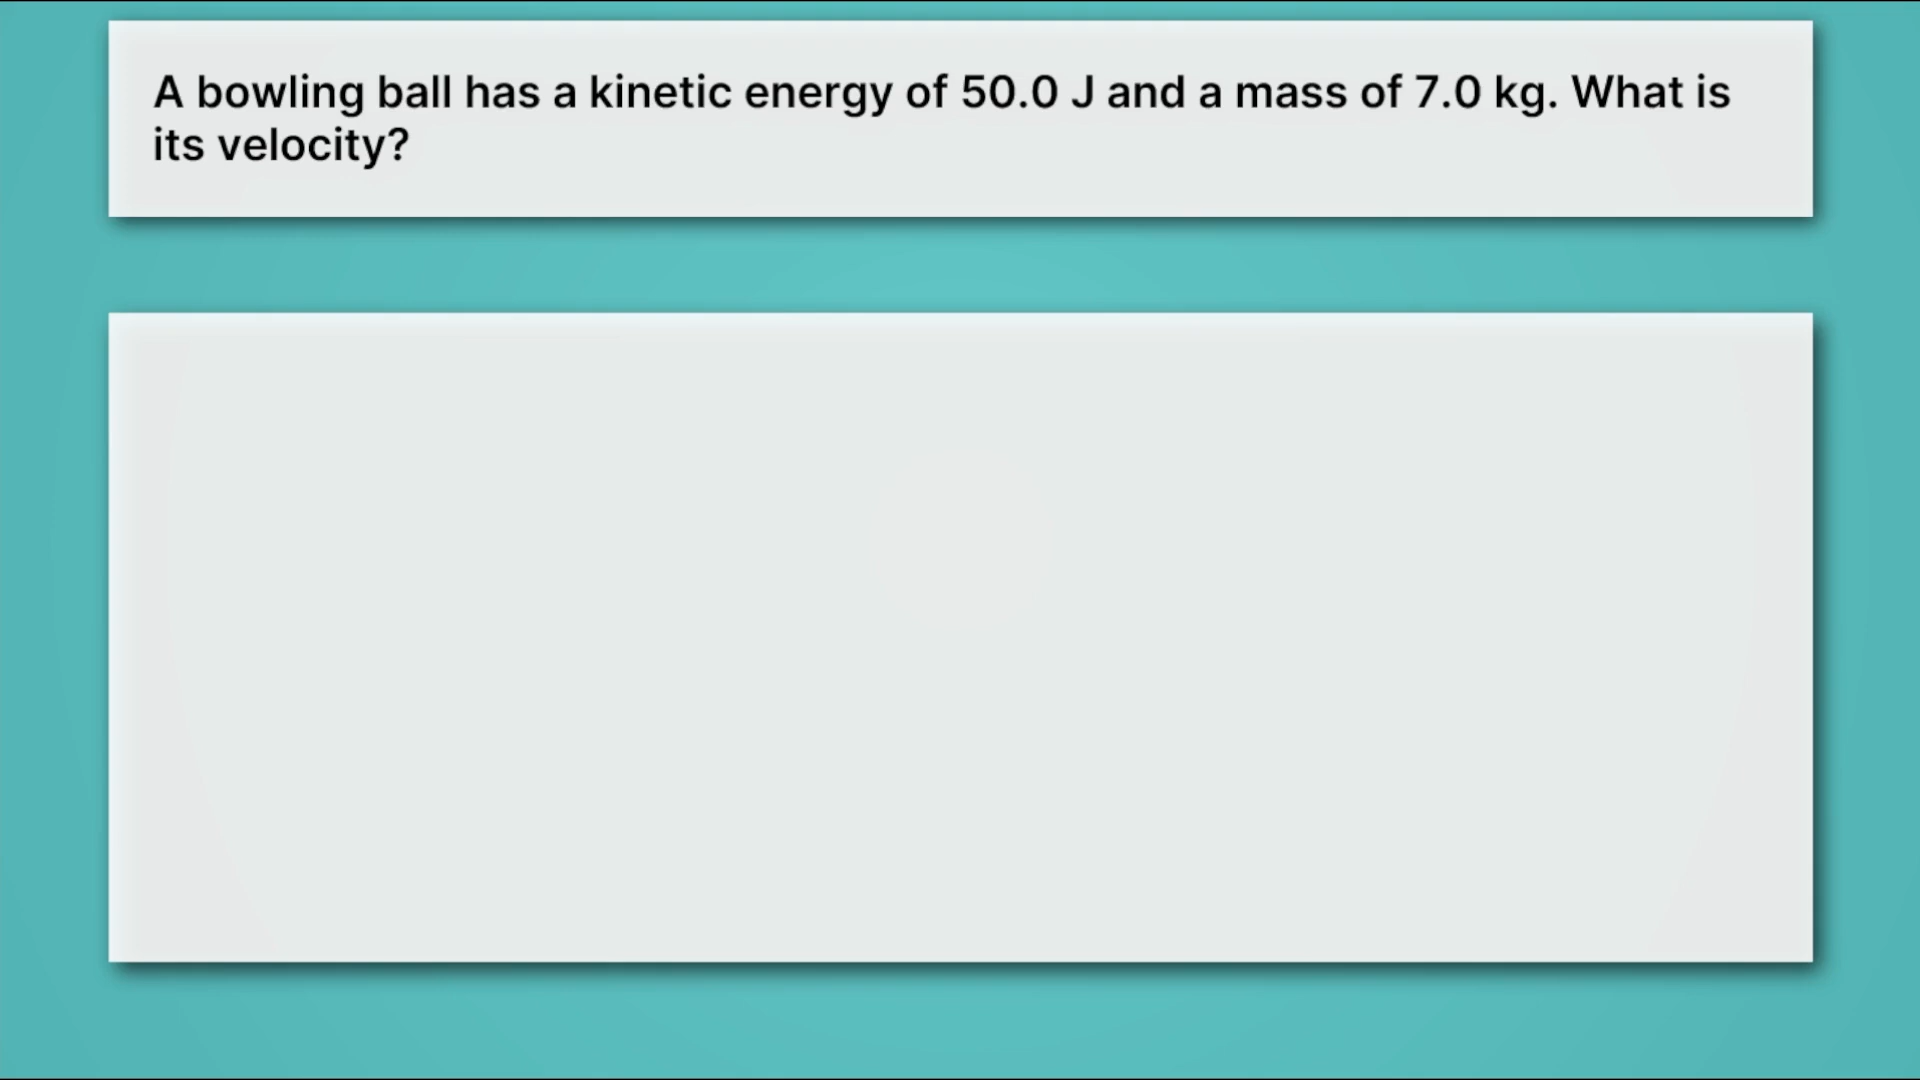 A bowling ball has a kinetic energy of 50.0 J and a mass of 7.0 kg. What is
its velocity?